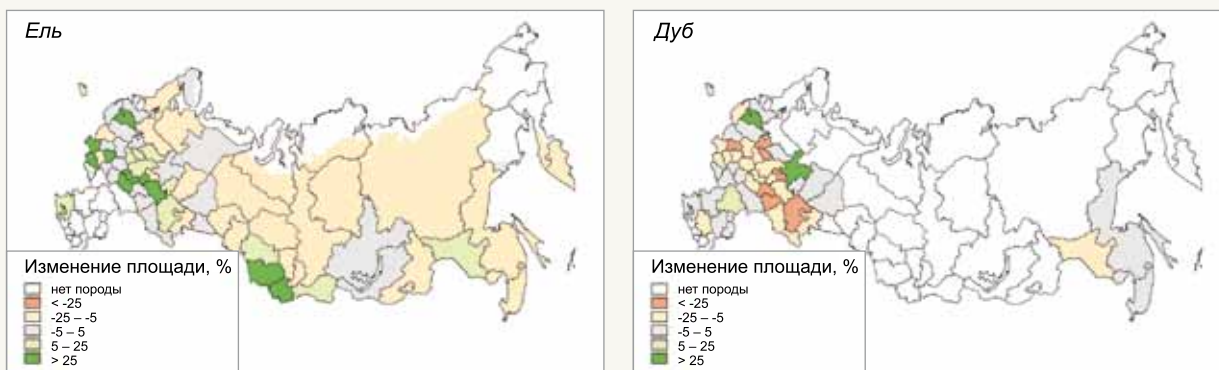 Ель
Изменение площади, %
нет породы
< -25
-25 – -5
-5 – 5
5 – 25
> 25
Дуб
Изменение площади, %
нет породы
< -25
-25 – -5
-5 – 5
5 – 25
> 25